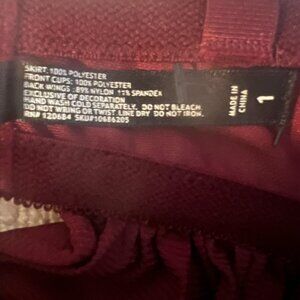 SKIRT: 100% POLYESTER
FRONT CUPS: 100% POLYESTER
BACK WINGS: 89% NYLON 11% SPANDEX
EXCLUSIVE OF DECORATION
HAND WASH COLD SEPARATELY. DO NOT BLEACH.
DO NOT WRING OR TWIST. LINE DRY. DO NOT IRON.
RN# 120684 SKU#10686205
MADE IN
CHINA
1